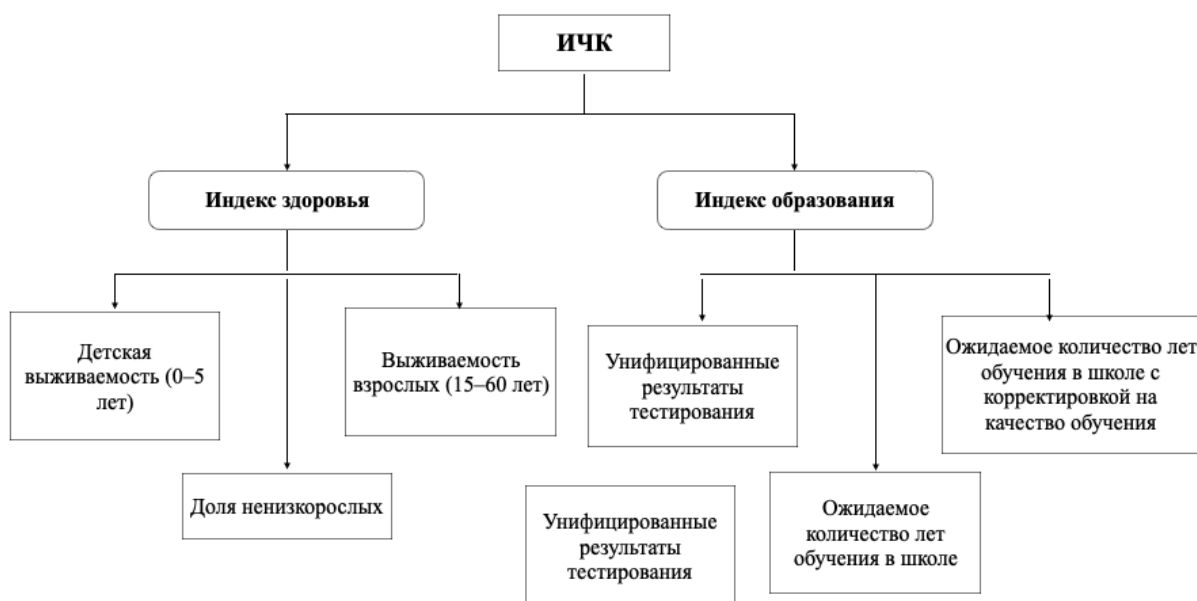 ИЧК
Индекс здоровья
Индекс образования
Детская
выживаемость (0–5
лет)
Выживаемость
взрослых (15–60 лет)
Унифицированные
результаты
тестирования
Ожидаемое количество лет
обучения в школе с
корректировкой на
качество обучения
Доля ненизкорослых
Унифицированные
результаты
тестирования
Ожидаемое
количество лет
обучения в школе